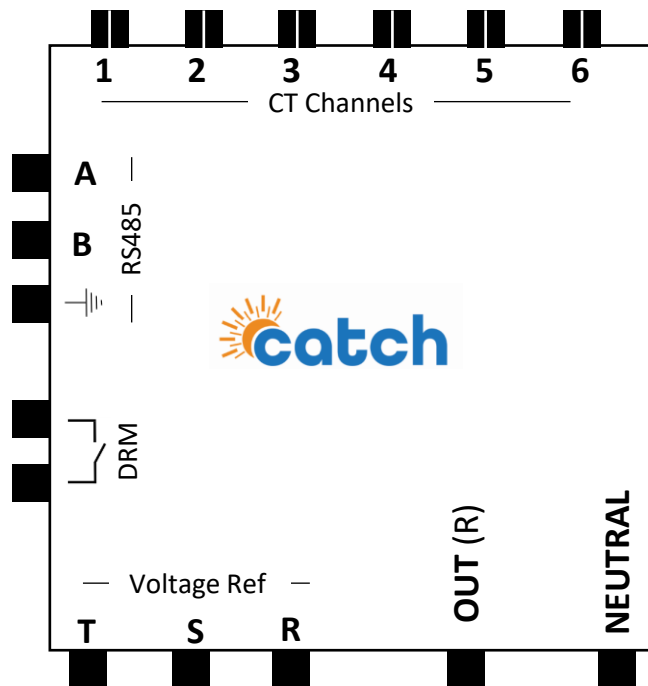 1 2 3 4 5 6
CT Channels
A
B
RS485
catch
DRM
OUT (R)
NEUTRAL
Voltage Ref
T S R